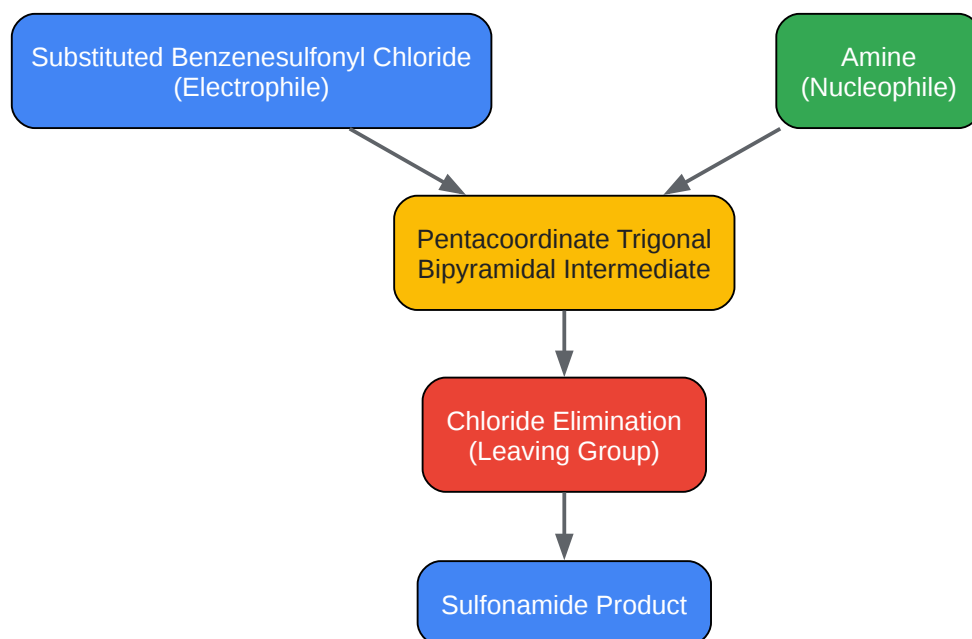 Substituted Benzenesulfonyl Chloride
(Electrophile)
Amine
(Nucleophile)
Pentacoordinate Trigonal
Bipyramidal Intermediate
Chloride Elimination
(Leaving Group)
Sulfonamide Product